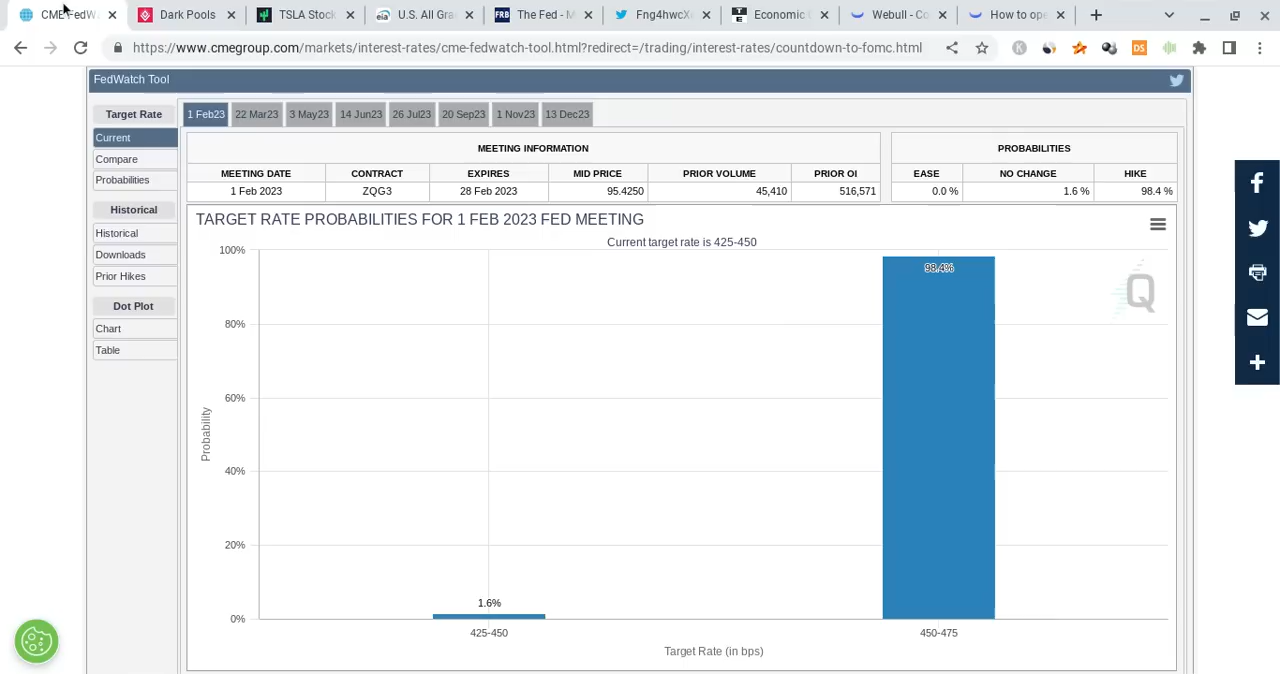 CME FedW
Dark Pools
TSLA Stock
U.S. All Gra
The Fed - M
Fng4hwcX
Economic
Webull - Co
How to ope
https://www.cmegroup.com/markets/interest-rates/cme-fedwatch-tool.html?redirect=/trading/interest-rates/countdown-to-fomc.html
FedWatch Tool
Target Rate
Current
Compare
Probabilities
Historical
Historical
Downloads
Prior Hikes
Dot Plot
Chart
Table
1 Feb23 22 Mar23 3 May23 14 Jun23 26 Jul23 20 Sep23 1 Nov23 13 Dec23
MEETING INFORMATION
MEETING DATE CONTRACT EXPIRES MID PRICE PRIOR VOLUME PRIOR OI
1 Feb 2023 ZQG3 28 Feb 2023 95.4250 45,410 516,571
PROBABILITIES
EASE NO CHANGE HIKE
0.0 % 1.6 % 98.4 %
TARGET RATE PROBABILITIES FOR 1 FEB 2023 FED MEETING
Current target rate is 425-450
100%
80%
60%
40%
20%
0%
Probability
98.4%
1.6%
425-450 450-475
Target Rate (in bps)
Q